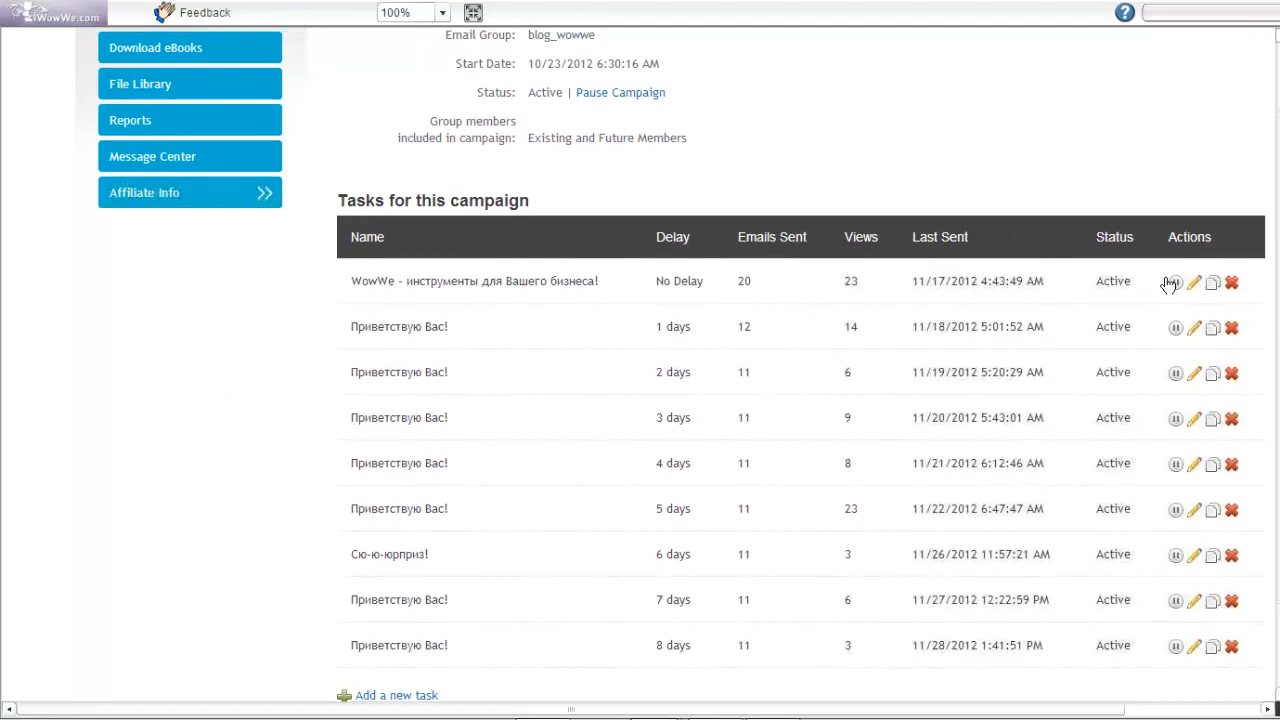 iWowWe.com
Feedback
100%
Download eBooks
File Library
Reports
Message Center
Affiliate Info
Email Group: blog_wowwe
Start Date: 10/23/2012 6:30:16 AM
Status: Active | Pause Campaign
Group members
included in campaign: Existing and Future Members
Tasks for this campaign
Name Delay Emails Sent Views Last Sent Status Actions
WowWe - инструменты для Вашего бизнеса! No Delay 20 23 11/17/2012 4:43:49 AM Active
Приветствую Вас! 1 days 12 14 11/18/2012 5:01:52 AM Active
Приветствую Вас! 2 days 11 6 11/19/2012 5:20:29 AM Active
Приветствую Вас! 3 days 11 9 11/20/2012 5:43:01 AM Active
Приветствую Вас! 4 days 11 8 11/21/2012 6:12:46 AM Active
Приветствую Вас! 5 days 11 23 11/22/2012 6:47:47 AM Active
Сю-ю-юрприз! 6 days 11 3 11/26/2012 11:57:21 AM Active
Приветствую Вас! 7 days 11 6 11/27/2012 12:22:59 PM Active
Приветствую Вас! 8 days 11 3 11/28/2012 1:41:51 PM Active
Add a new task